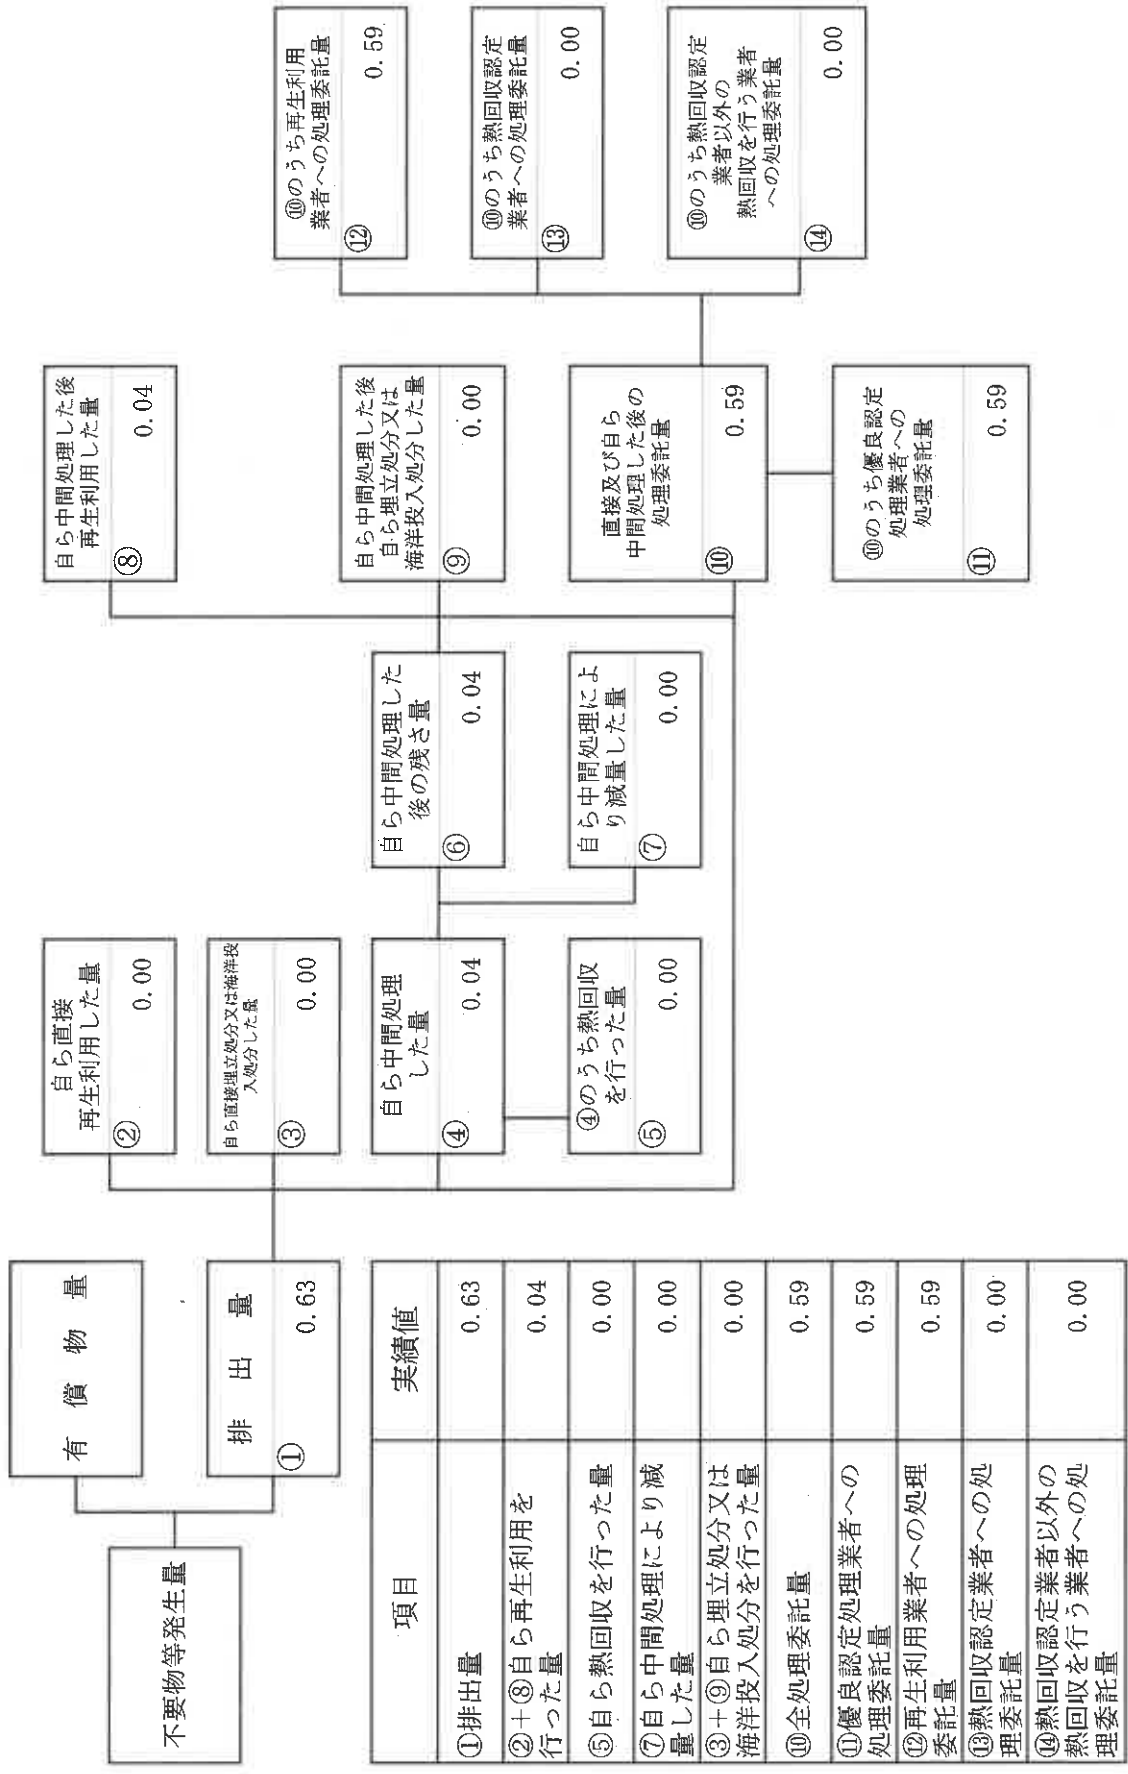 不要物等発生量
有償物量
排出量
①
0.63
自ら直接
再生利用した量
②
0.00
自ら直接埋立処分又は海洋投
入処分した量
③
0.00
自ら中間処理
した量
④
0.04
④のうち熱回収
を行った量
⑤
0.00
自ら中間処理した
後の残さ量
⑥
0.04
自ら中間処理によ
り減量した量
⑦
0.00
自ら中間処理した後
再生利用した量
⑧
0.04
自ら中間処理した後
自ら埋立処分又は
海洋投入処分した量
⑨
0.00
直接及び自ら
中間処理した後の
処理委託量
⑩
0.59
⑩のうち優良認定
処理業者への
処理委託量
⑪
0.59
⑩のうち再生利用
業者への処理委託量
⑫
0.59
⑩のうち熱回収認定
業者への処理委託量
⑬
0.00
⑩のうち熱回収認定
業者以外の
熱回収を行う業者
への処理委託量
⑭
0.00
項目 実績値
①排出量 0.63
②+⑧自ら再生利用を
行った量 0.04
⑤自ら熱回収を行った量 0.00
⑦自ら中間処理により減
量した量 0.00
③+⑨自ら埋立処分又は
海洋投入処分を行った量 0.00
⑩全処理委託量 0.59
⑪優良認定処理業者への
処理委託量 0.59
⑫再生利用業者への処理
委託量 0.59
⑬熱回収認定業者への処
理委託量 0.00
⑭熱回収認定業者以外の
熱回収を行う業者への処
理委託量 0.00